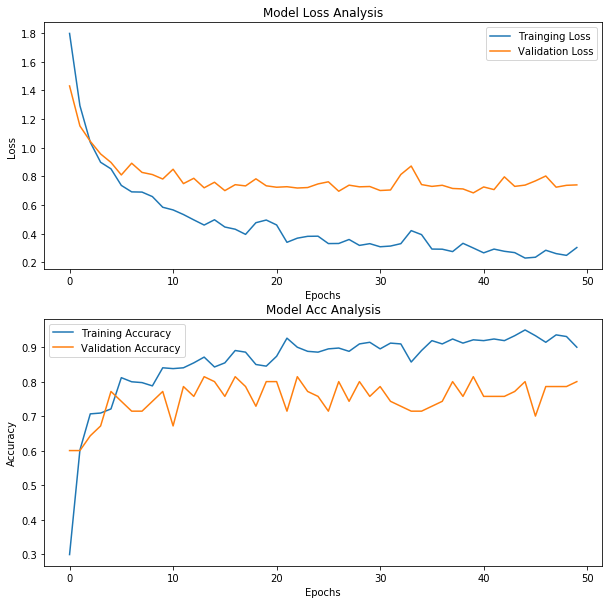 Model Loss Analysis
1.8
1.6
1.4
1.2
1.0
0.8
0.6
0.4
0.2
Loss
Trainging Loss
Validation Loss
0 10 20 30 40 50
Epochs
Model Acc Analysis
0.9
0.8
0.7
0.6
0.5
0.4
0.3
Accuracy
Training Accuracy
Validation Accuracy
0 10 20 30 40 50
Epochs